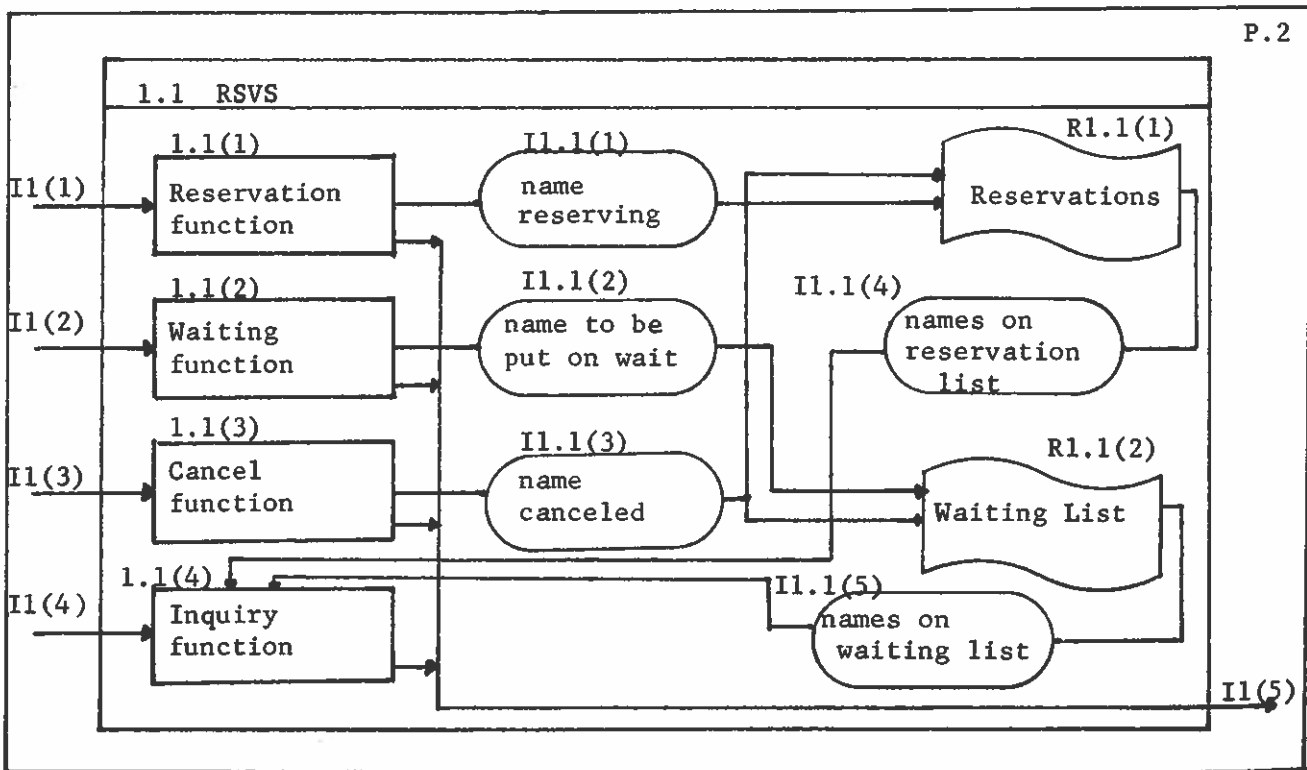 P.2
1.1 RSVS
1.1(1)
I1.1(1)
R1.1(1)
I1(1)
Reservation
function
name
reserving
Reservations
1.1(2)
I1.1(2)
I1.1(4)
I1(2)
Waiting
function
name to be
put on wait
names on
reservation
list
1.1(3)
I1.1(3)
R1.1(2)
I1(3)
Cancel
function
name
canceled
Waiting List
1.1(4)
I1.1(5)
I1(4)
Inquiry
function
names on
waiting list
I1(5)